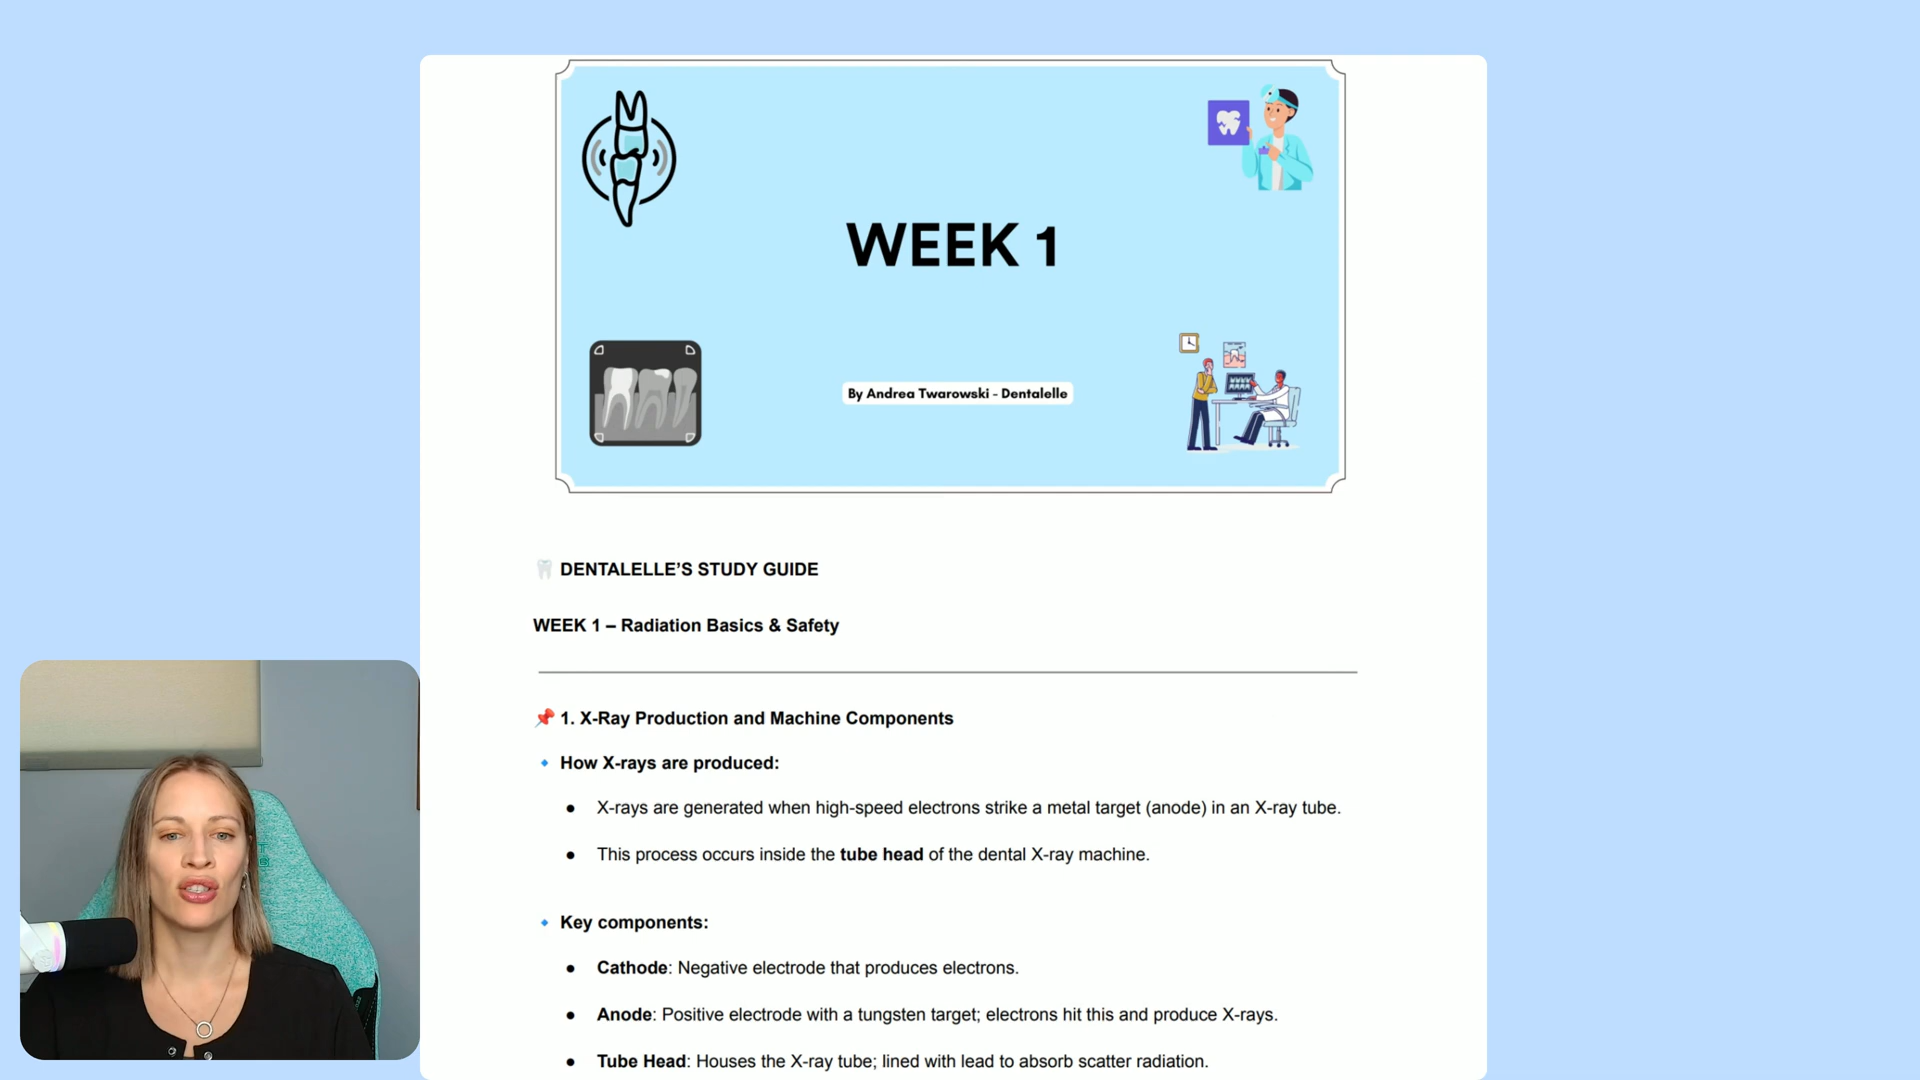 WEEK 1
By Andrea Twarowski - Dentalelle
🦷 DENTALELLE’S STUDY GUIDE
WEEK 1 – Radiation Basics & Safety
📌 1. X-Ray Production and Machine Components
🔹 How X-rays are produced:
● X-rays are generated when high-speed electrons strike a metal target (anode) in an X-ray tube.
● This process occurs inside the tube head of the dental X-ray machine.
🔹 Key components:
● Cathode: Negative electrode that produces electrons.
● Anode: Positive electrode with a tungsten target; electrons hit this and produce X-rays.
● Tube Head: Houses the X-ray tube; lined with lead to absorb scatter radiation.